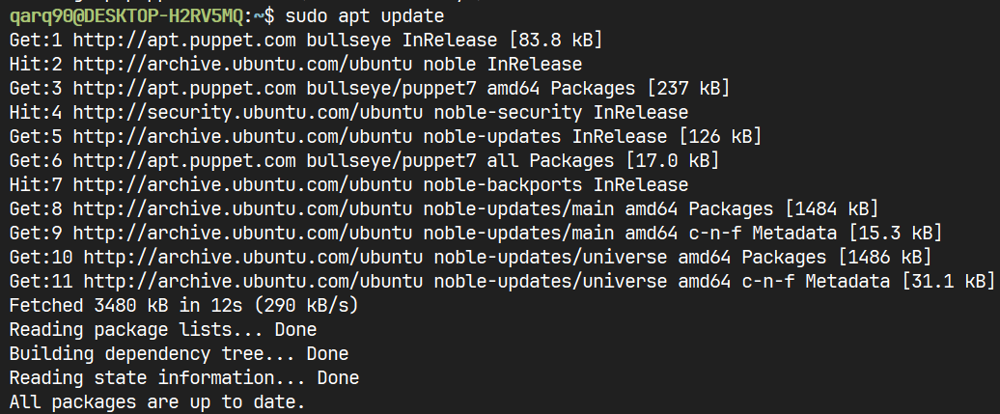 qarq90@DESKTOP-H2RV5MQ:~$ sudo apt update
Get:1 http://apt.puppet.com bullseye InRelease [83.8 kB]
Hit:2 http://archive.ubuntu.com/ubuntu noble InRelease
Get:3 http://apt.puppet.com bullseye/puppet7 amd64 Packages [237 kB]
Hit:4 http://security.ubuntu.com/ubuntu noble-security InRelease
Get:5 http://archive.ubuntu.com/ubuntu noble-updates InRelease [126 kB]
Get:6 http://apt.puppet.com bullseye/puppet7 all Packages [17.0 kB]
Hit:7 http://archive.ubuntu.com/ubuntu noble-backports InRelease
Get:8 http://archive.ubuntu.com/ubuntu noble-updates/main amd64 Packages [1484 kB]
Get:9 http://archive.ubuntu.com/ubuntu noble-updates/main amd64 c-n-f Metadata [15.3 kB]
Get:10 http://archive.ubuntu.com/ubuntu noble-updates/universe amd64 Packages [1486 kB]
Get:11 http://archive.ubuntu.com/ubuntu noble-updates/universe amd64 c-n-f Metadata [31.1 kB]
Fetched 3480 kB in 12s (290 kB/s)
Reading package lists... Done
Building dependency tree... Done
Reading state information... Done
All packages are up to date.